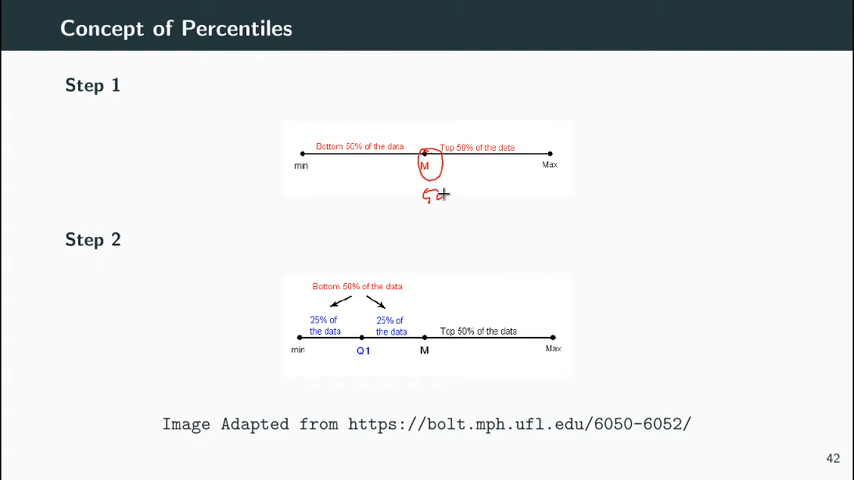 Concept of Percentiles
Step 1
Bottom 50% of the data Top 50% of the data
min M Max
Step 2
Bottom 50% of the data
25% of the data 25% of the data Top 50% of the data
min Q1 M Max
Image Adapted from https://bolt.mph.ufl.edu/6050-6052/
42